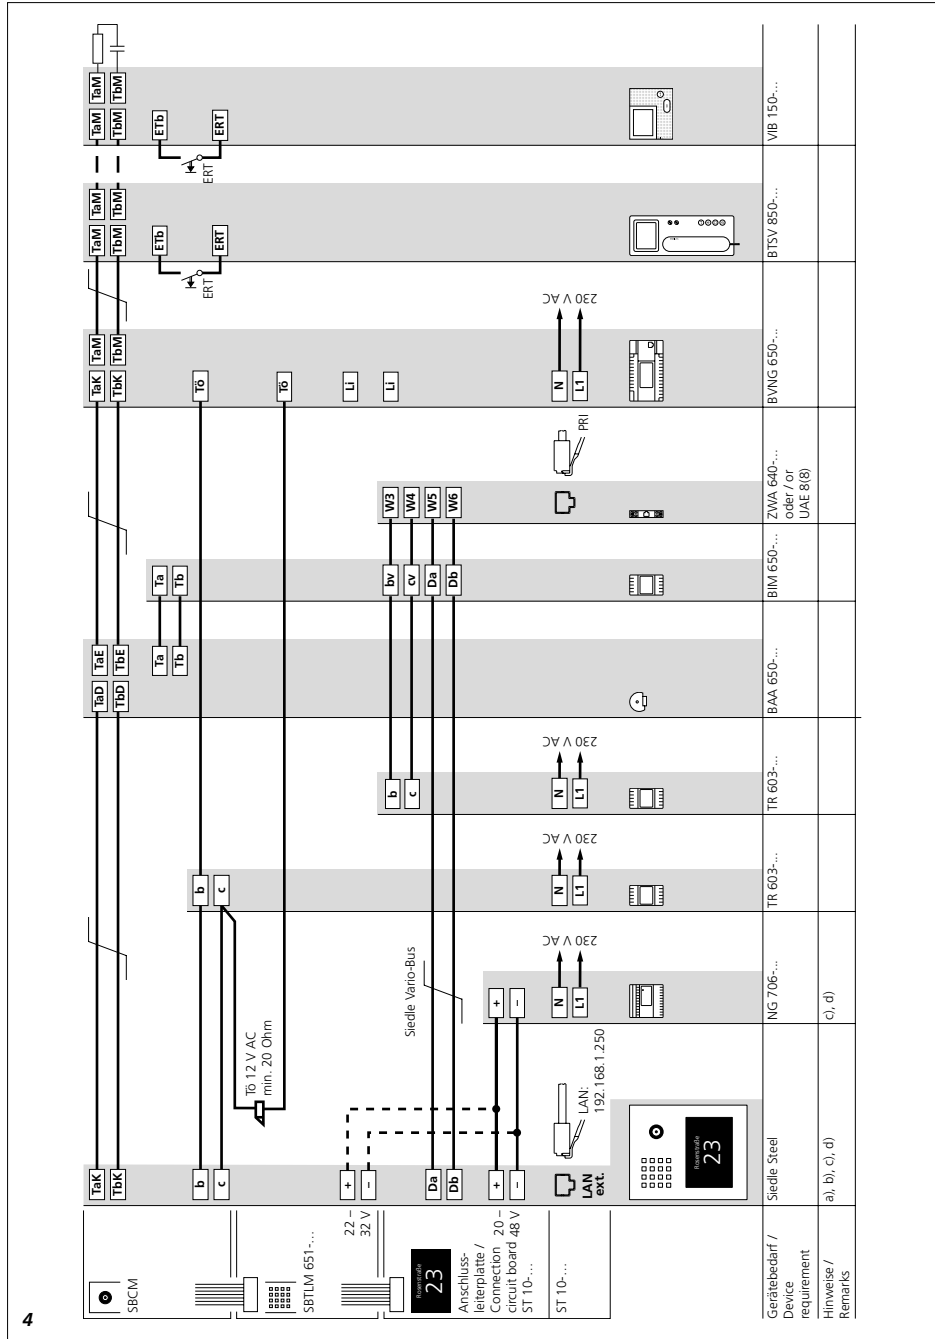 TaM TaM
TbM TbM
ETb
ERT
ERT
VIB 150-...
TaM TaM
TbM TbM
ETb
ERT
ERT
BTSV 850-...
TaK TaM
TbK TbM
Tö
Tö
Li
Li
N
L1
230 V AC
BVNG 650-...
W3
W4
W5
W6
PRI
ZWA 640-...
oder / or
UAE 8(8)
Ta
Tb
bv
cv
Da
Db
BIM 650-...
TaD TaE
TbD TbE
Ta
Tb
BAA 650-...
b
c
N
L1
230 V AC
TR 603-...
b
c
N
L1
230 V AC
TR 603-...
Siedle Vario-Bus
+
–
N
L1
230 V AC
NG 706-...
c), d)
Tö 12 V AC
min. 20 Ohm
TaK
TbK
b
c
+
–
Da
Db
+
–
LAN
ext.
LAN:
192.168.1.250
Rosenstraße
23
Siedle Steel
a), b), c), d)
SBCM
SBTLM 651-...
22 –
32 V
Rosenstraße
23
Anschluss-
leiterplatte /
Connection
circuit board
ST 10-...
20 –
48 V
ST 10-...
Gerätebedarf /
Device
requirement
Hinweise /
Remarks
4